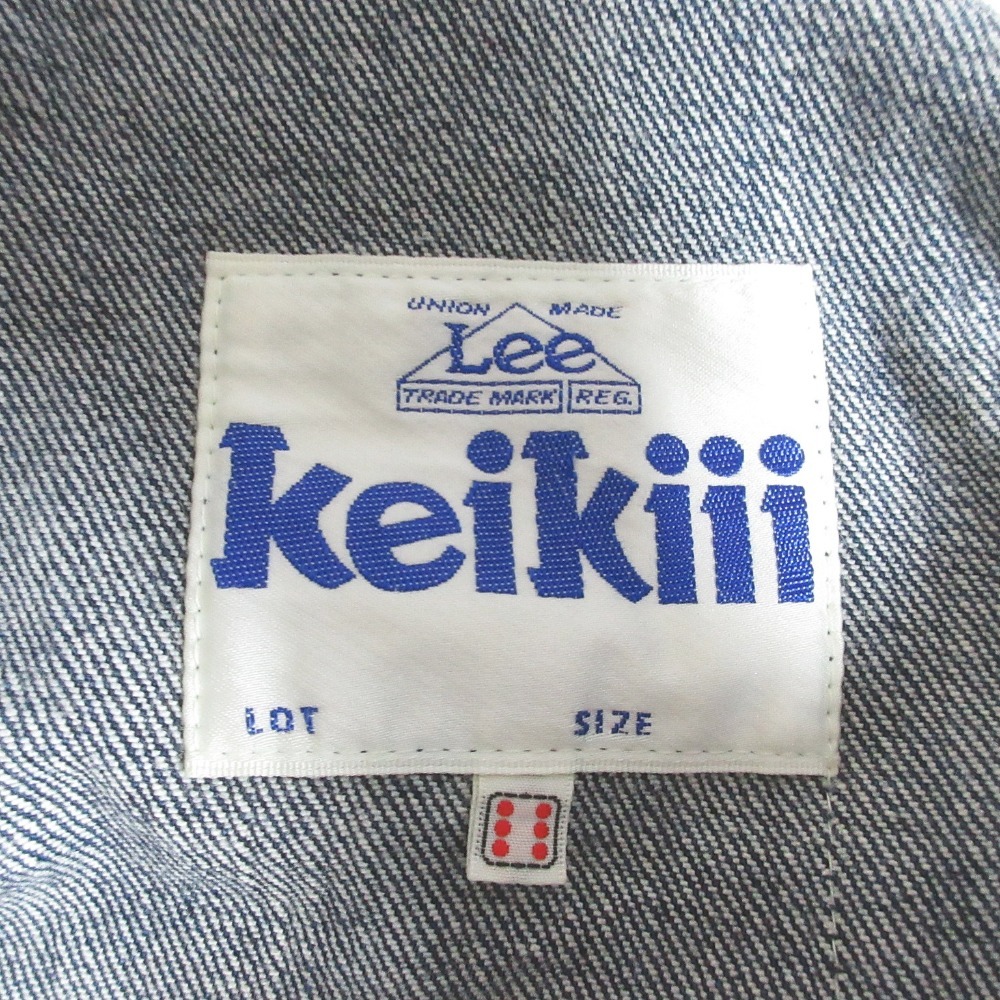 UNION MADE
Lee
TRADE MARK REG.
keikiii
LOT SIZE